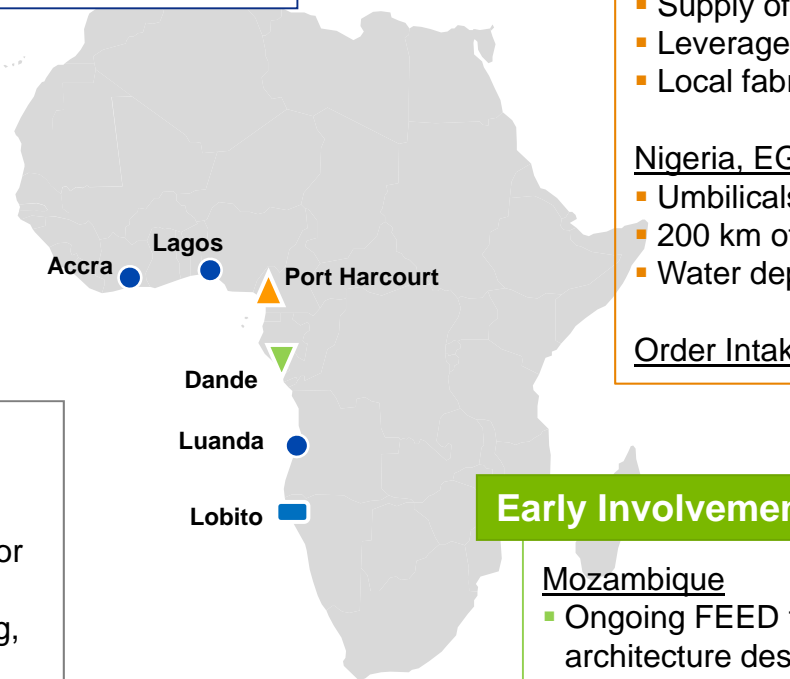 Supply of
Leverage
Local fab
Nigeria, EG
Umbilicals
200 km of
Water dep
Order Intak
Lagos
Accra
Port Harcourt
Dande
Luanda
Lobito
or
g,
Early Involvemen
Mozambique
Ongoing FEED
architecture des